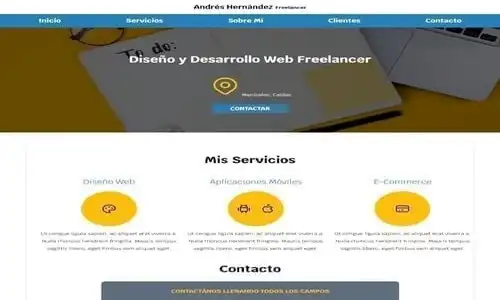 Andrés Hernández Freelancer
Inicio Servicios Sobre Mi Clientes Contacto
To do:
Diseño y Desarrollo Web Freelancer
Manizales, Caldas
CONTACTAR
Mis Servicios
Diseño Web Aplicaciones Móviles E-Commerce
Ut congue ligula sapien, ac aliquet erat viverra a. Ut congue ligula sapien, ac aliquet erat viverra a. Ut congue ligula sapien, ac aliquet erat viverra a.
Nulla rhoncus hendrerit fringilla. Mauris tempus Nulla rhoncus hendrerit fringilla. Mauris tempus Nulla rhoncus hendrerit fringilla. Mauris tempus
sagittis libero, eget finibus sem aliquet eget. sagittis libero, eget finibus sem aliquet eget. sagittis libero, eget finibus sem aliquet eget.
Contacto
CONTACTÁNOS LLENANDO TODOS LOS CAMPOS